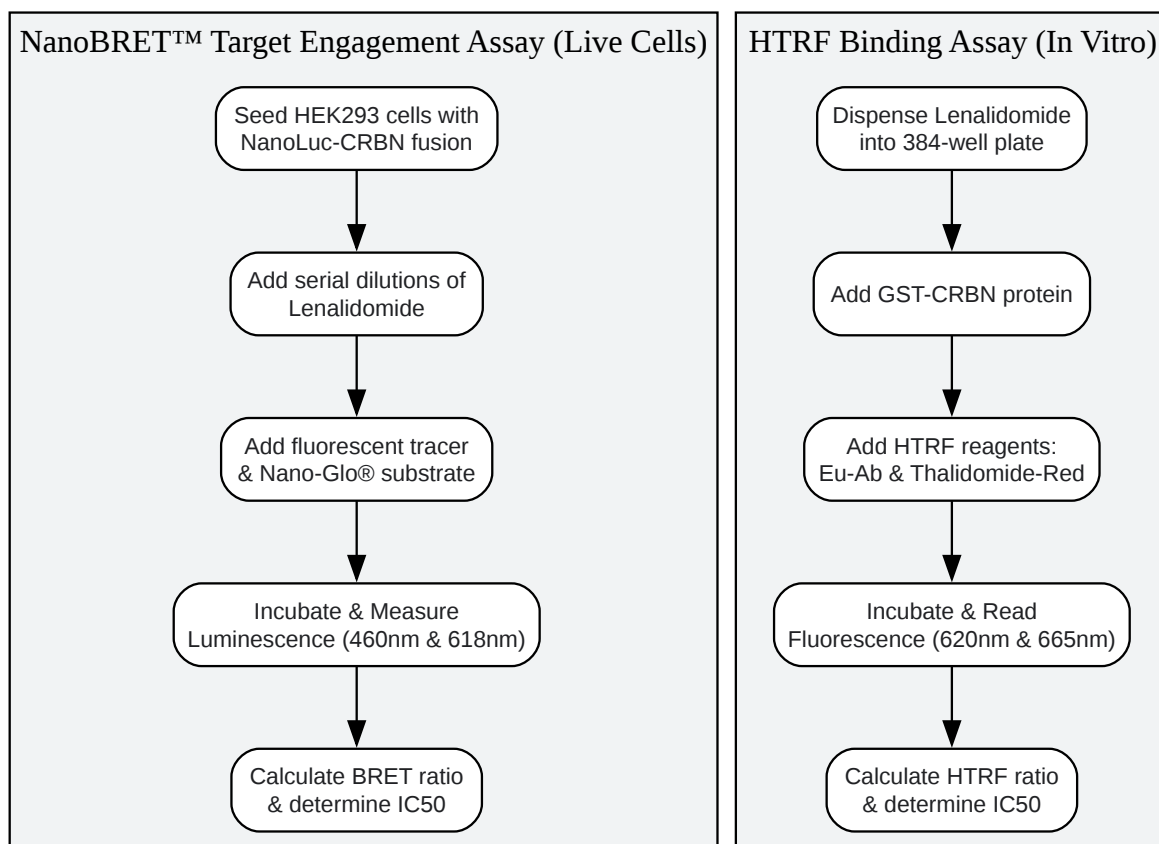 NanoBRET™ Target Engagement Assay (Live Cells)
Seed HEK293 cells with
NanoLuc-CRBN fusion
Add serial dilutions of
Lenalidomide
Add fluorescent tracer
& Nano-Glo® substrate
Incubate & Measure
Luminescence (460nm & 618nm)
Calculate BRET ratio
& determine IC50
HTRF Binding Assay (In Vitro)
Dispense Lenalidomide
into 384-well plate
Add GST-CRBN protein
Add HTRF reagents:
Eu-Ab & Thalidomide-Red
Incubate & Read
Fluorescence (620nm & 665nm)
Calculate HTRF ratio
& determine IC50